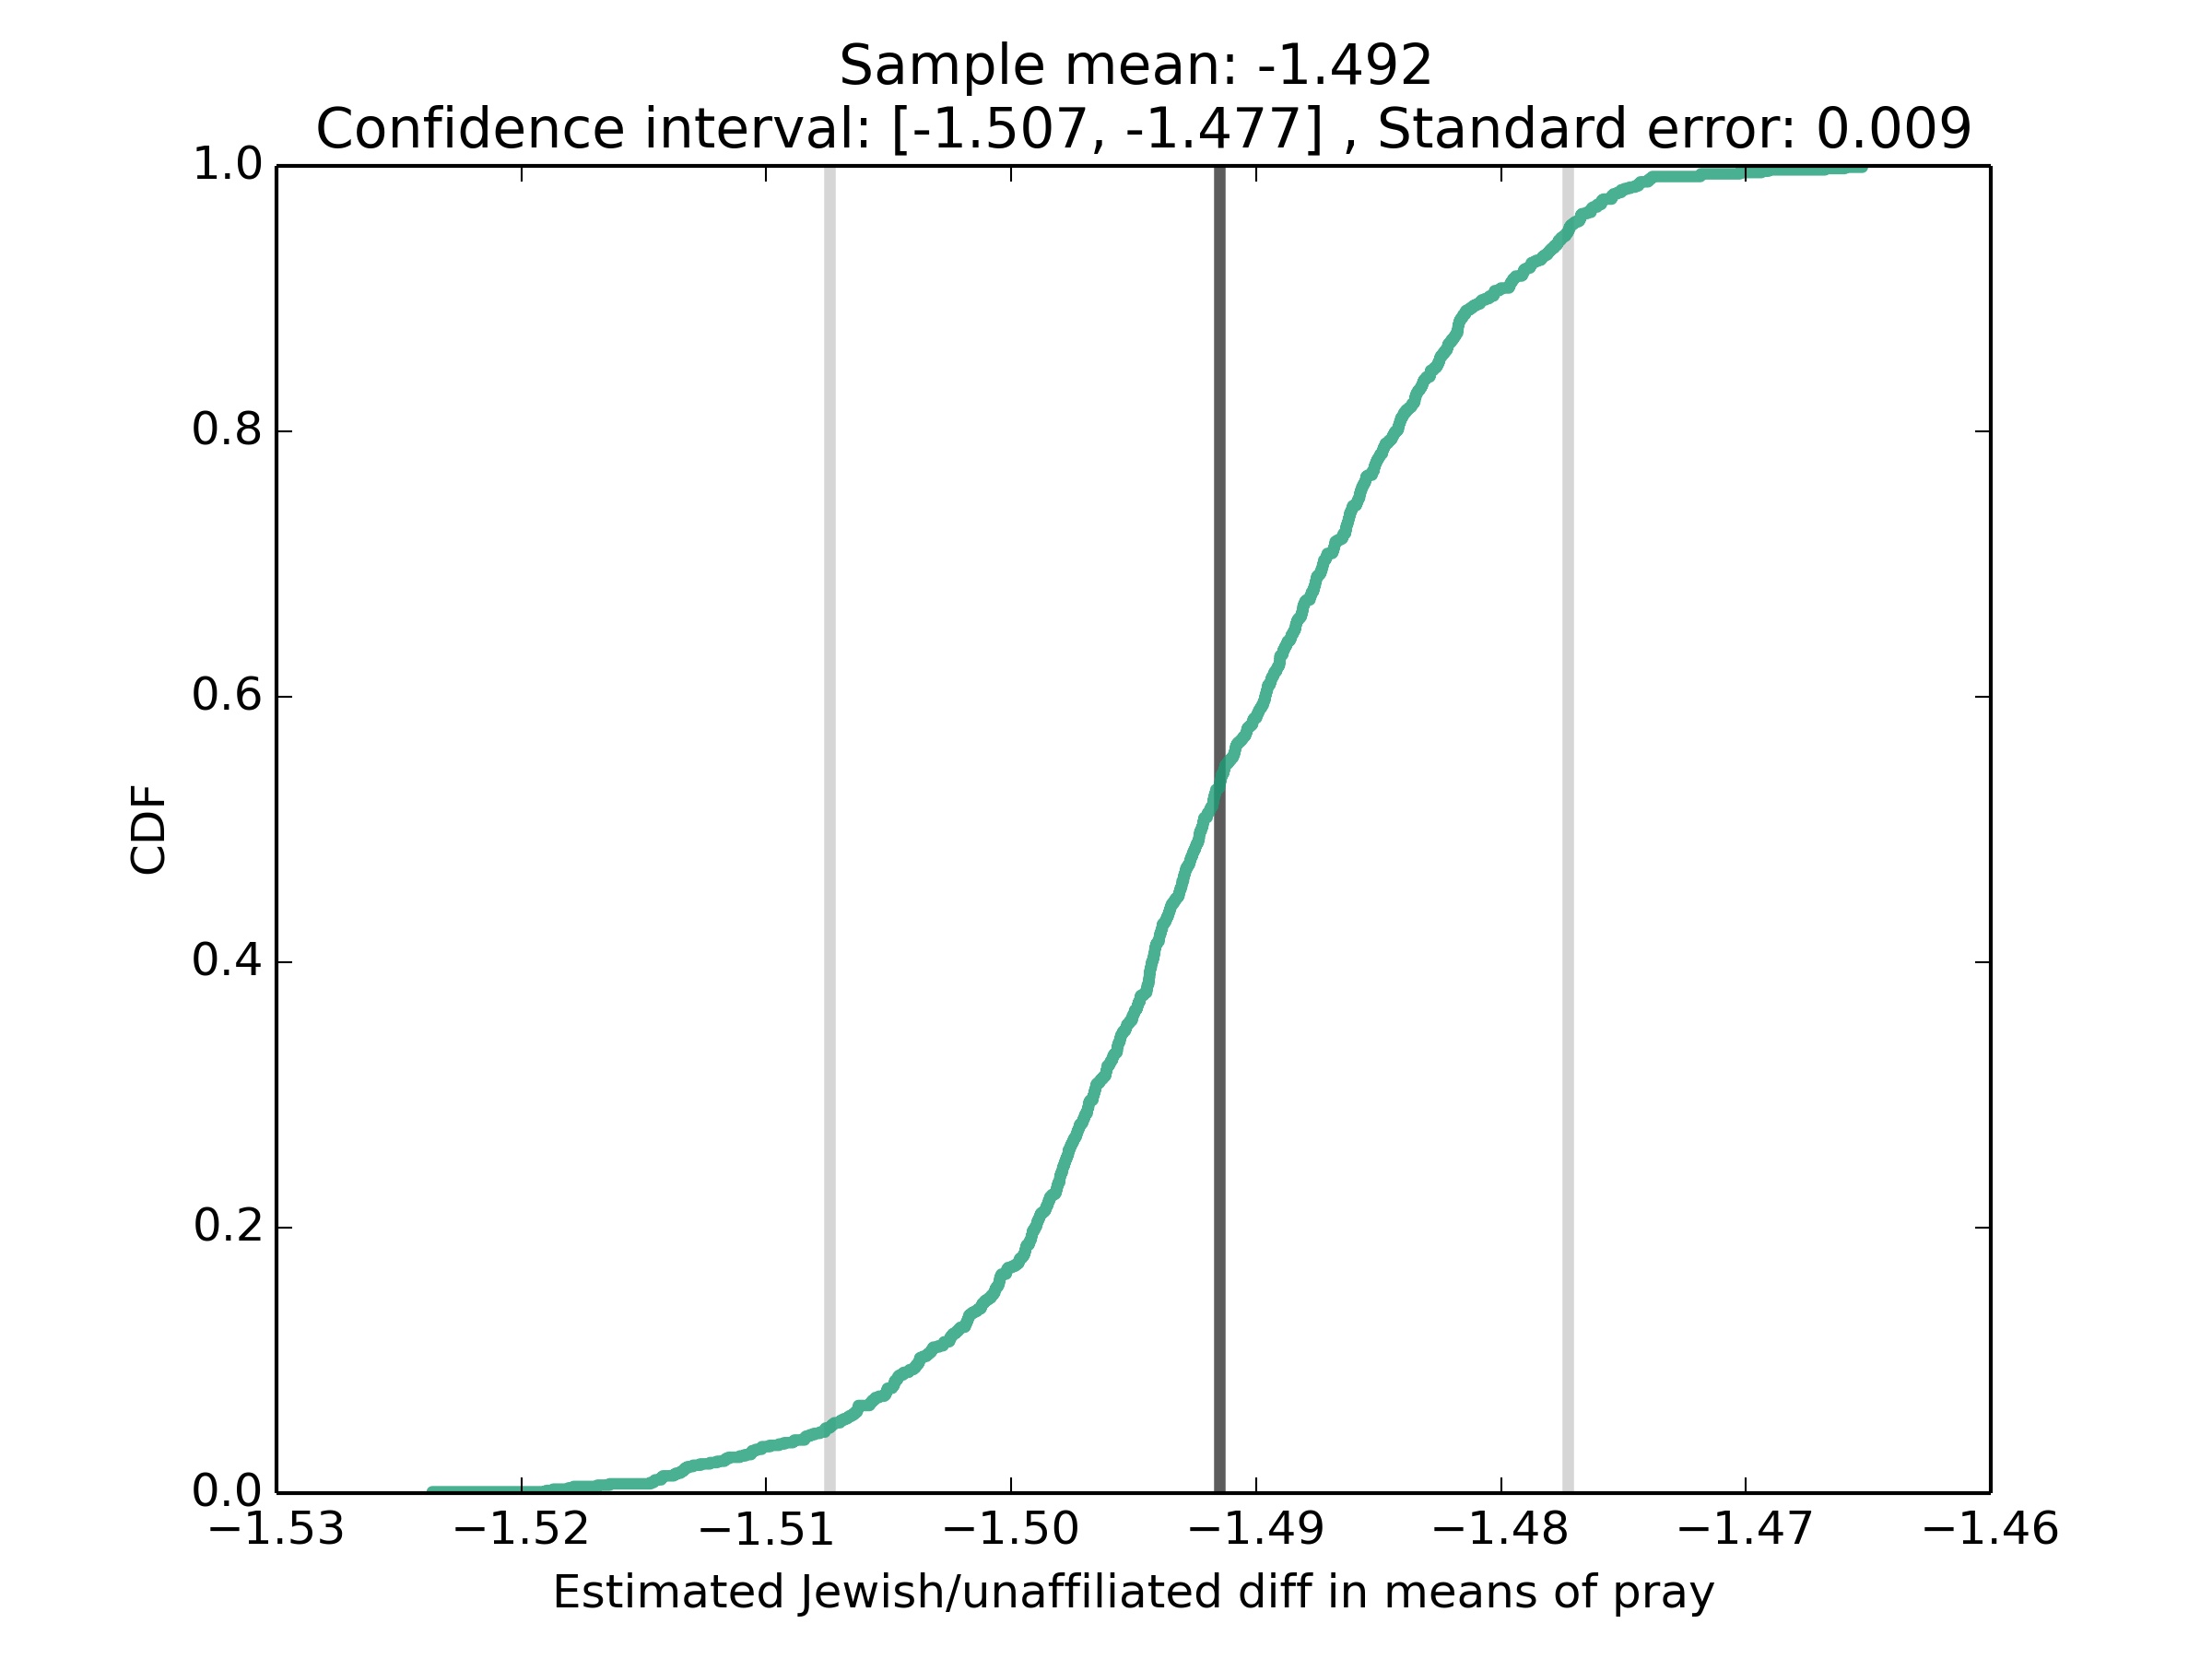 Sample mean: -1.492
Confidence interval: [-1.507, -1.477] , Standard error: 0.009
1.0
0.8
0.6
0.4
0.2
0.0
CDF
−1.53 −1.52 −1.51 −1.50 −1.49 −1.48 −1.47 −1.46
Estimated Jewish/unaffiliated diff in means of pray